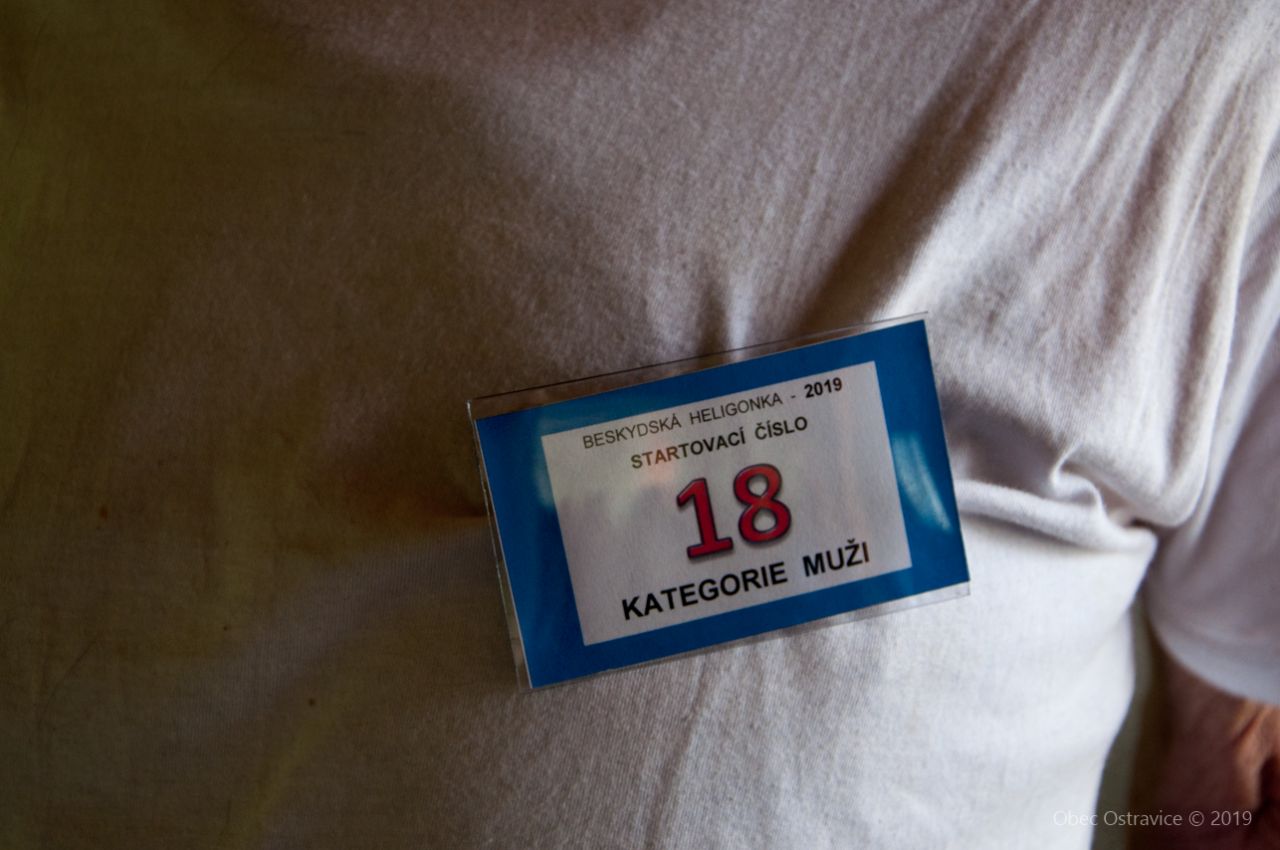 BESKYDSKÁ HELIGONKA - 2019
STARTOVACÍ ČÍSLO
18
KATEGORIE MUŽI
Obec Ostravice © 2019